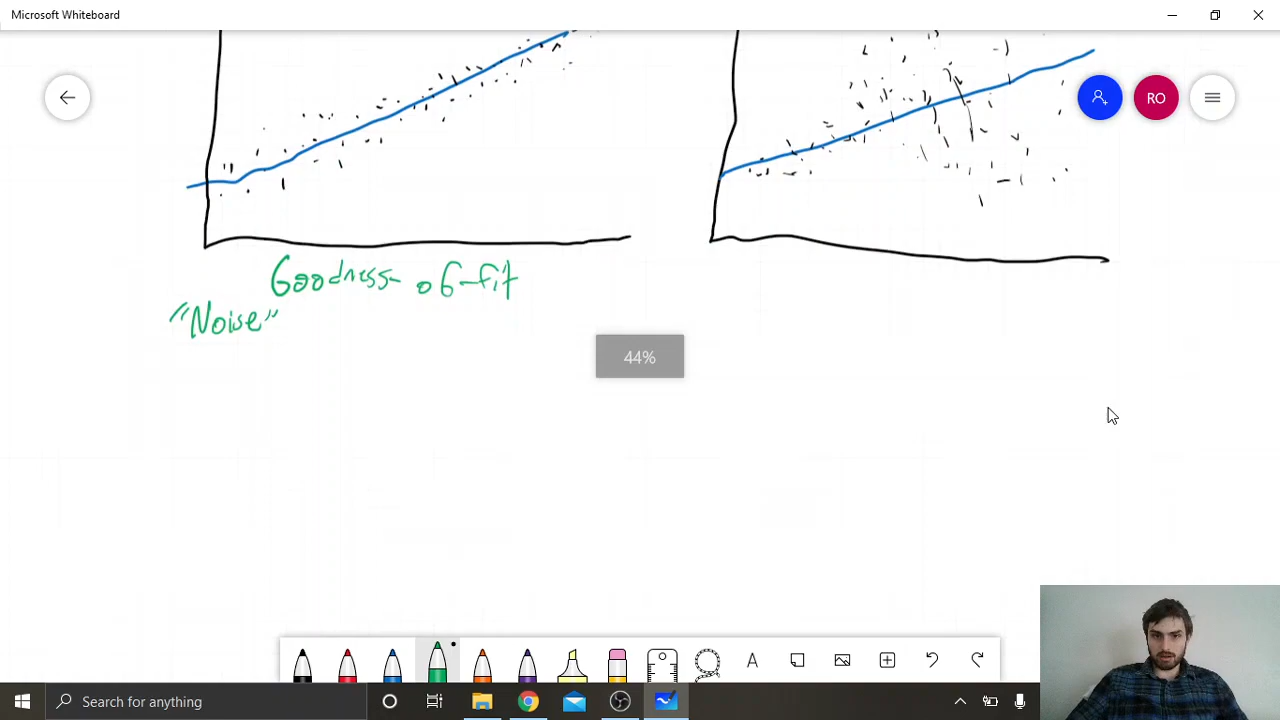 Microsoft Whiteboard
RO
Goodness-of-fit
"Noise"
44%
A
Search for anything